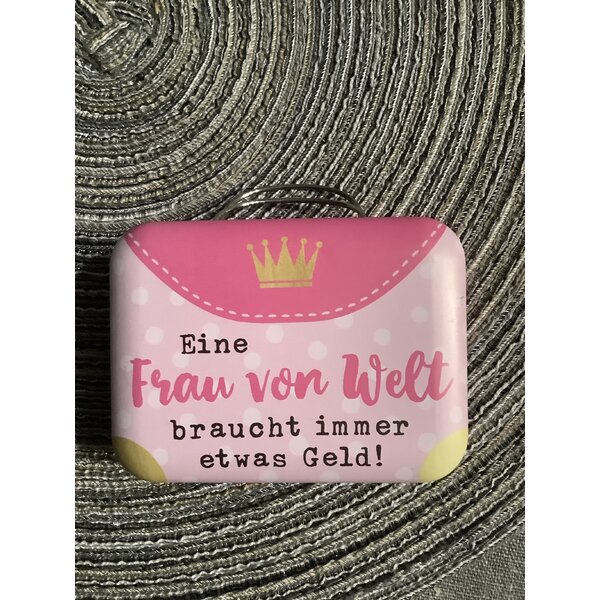 Eine
Frau von Welt
braucht immer
etwas Geld!